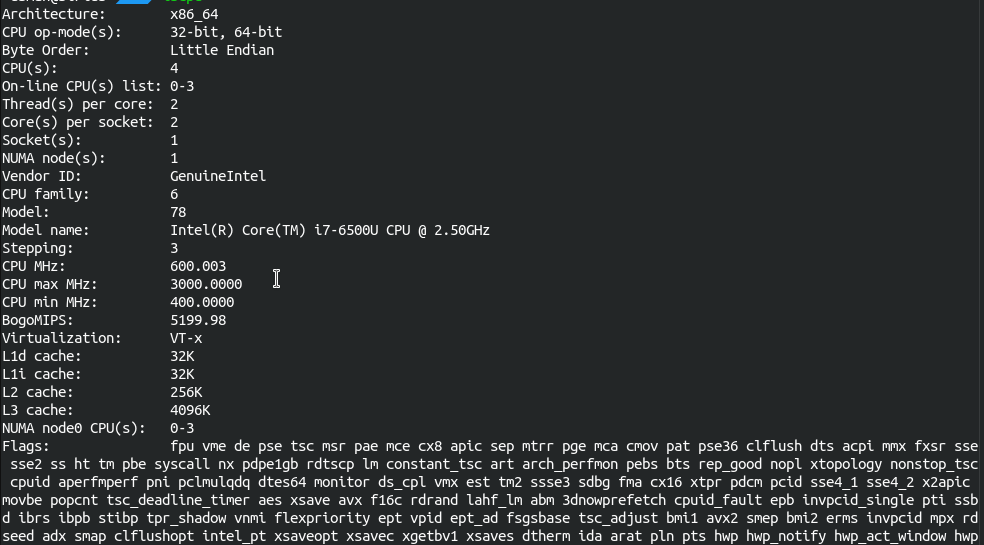 Architecture: x86_64
CPU op-mode(s): 32-bit, 64-bit
Byte Order: Little Endian
CPU(s): 4
On-line CPU(s) list: 0-3
Thread(s) per core: 2
Core(s) per socket: 2
Socket(s): 1
NUMA node(s): 1
Vendor ID: GenuineIntel
CPU family: 6
Model: 78
Model name: Intel(R) Core(TM) i7-6500U CPU @ 2.50GHz
Stepping: 3
CPU MHz: 600.003
CPU max MHz: 3000.0000
CPU min MHz: 400.0000
BogoMIPS: 5199.98
Virtualization: VT-x
L1d cache: 32K
L1i cache: 32K
L2 cache: 256K
L3 cache: 4096K
NUMA node0 CPU(s): 0-3
Flags: fpu vme de pse tsc msr pae mce cx8 apic sep mtrr pge mca cmov pat pse36 clflush dts acpi mmx fxsr sse
sse2 ss ht tm pbe syscall nx pdpe1gb rdtscp lm constant_tsc art arch_perfmon pebs bts rep_good nopl xtopology nonstop_tsc
cpuid aperfmperf pni pclmulqdq dtes64 monitor ds_cpl vmx est tm2 ssse3 sdbg fma cx16 xtpr pdcm pcid sse4_1 sse4_2 x2apic
movbe popcnt tsc_deadline_timer aes xsave avx f16c rdrand lahf_lm abm 3dnowprefetch cpuid_fault epb invpcid_single pti ssb
d ibrs ibpb stibp tpr_shadow vnmi flexpriority ept vpid ept_ad fsgsbase tsc_adjust bmi1 avx2 smep bmi2 erms invpcid mpx rd
seed adx smap clflushopt intel_pt xsaveopt xsavec xgetbv1 xsaves dtherm ida arat pln pts hwp hwp_notify hwp_act_window hwp